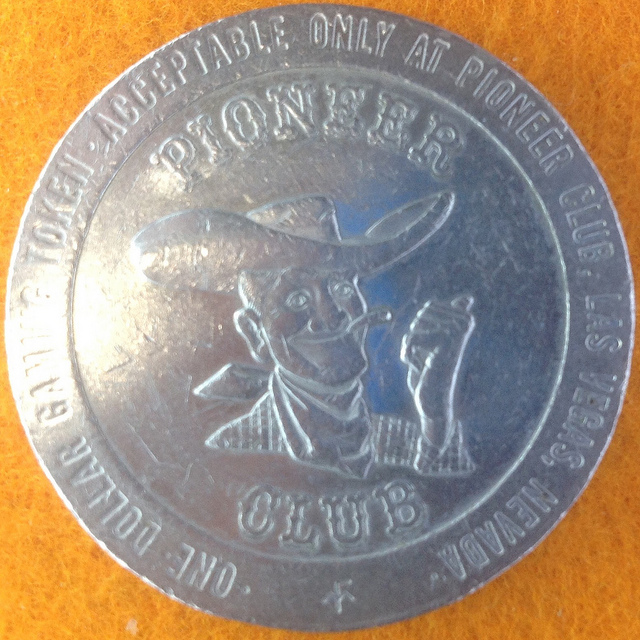 ONE DOLLAR GAMING TOKEN · ACCEPTABLE ONLY AT PIONEER CLUB, LAS VEGAS, NEVADA ·
PIONEER
CLUB